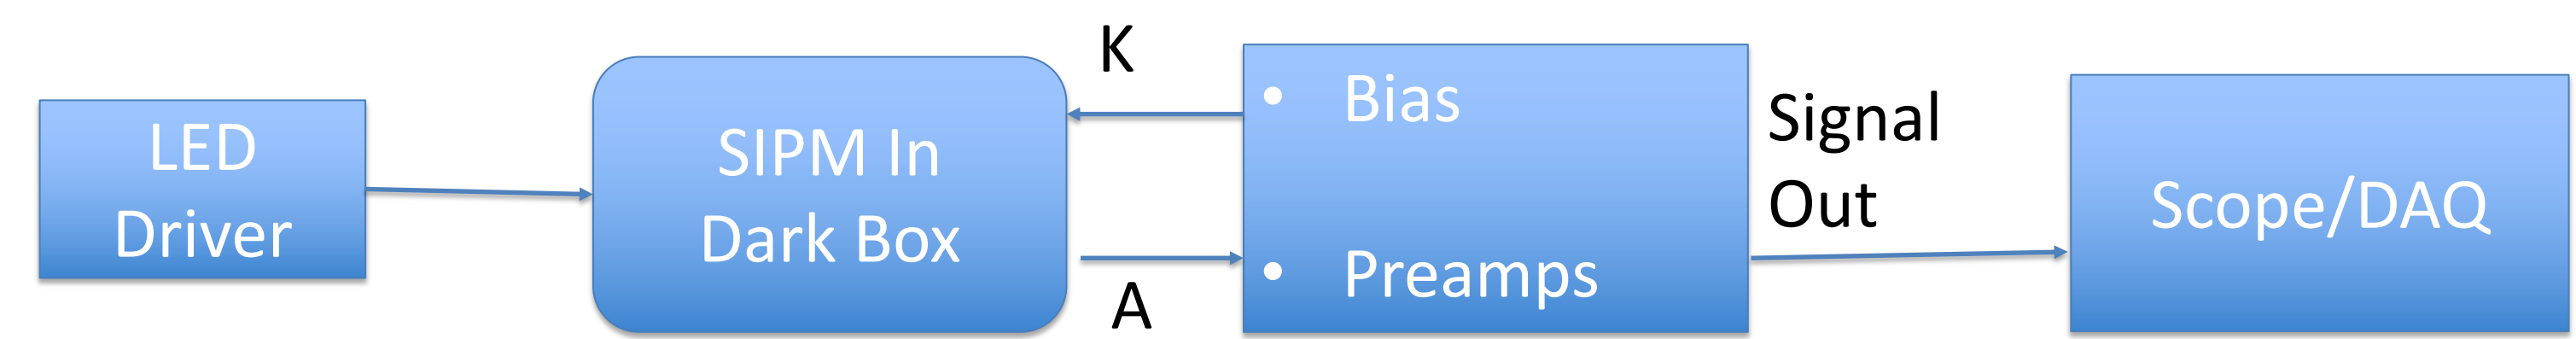 LED
Driver
SIPM In
Dark Box
K
A
• Bias
• Preamps
Signal
Out
Scope/DAQ